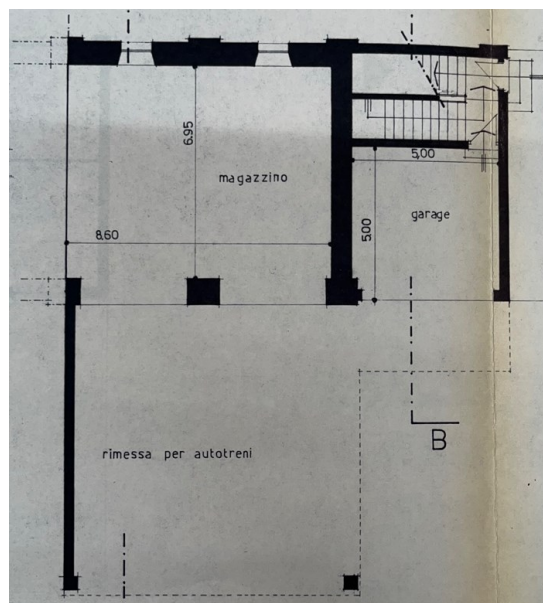 6.95
magazzino
5,00
garage
5.00
8.60
B
rimessa per autotreni